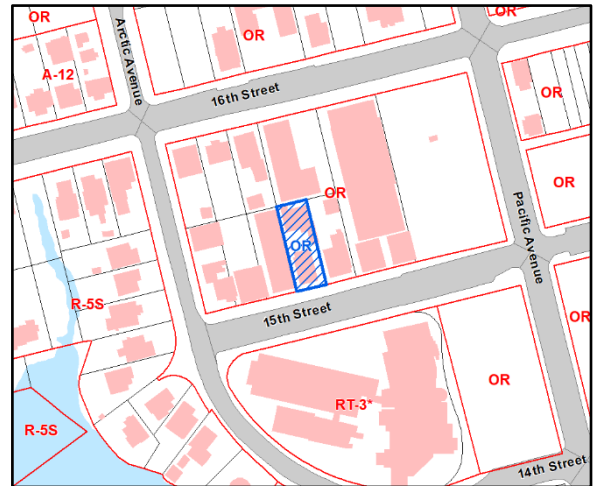 OR
OR
OR
A-12
Arctic Avenue
16th Street
OR
OR
OR
OR
Pacific Avenue
R-5S
15th Street
OR
OR
RT-3*
R-5S
14th Street